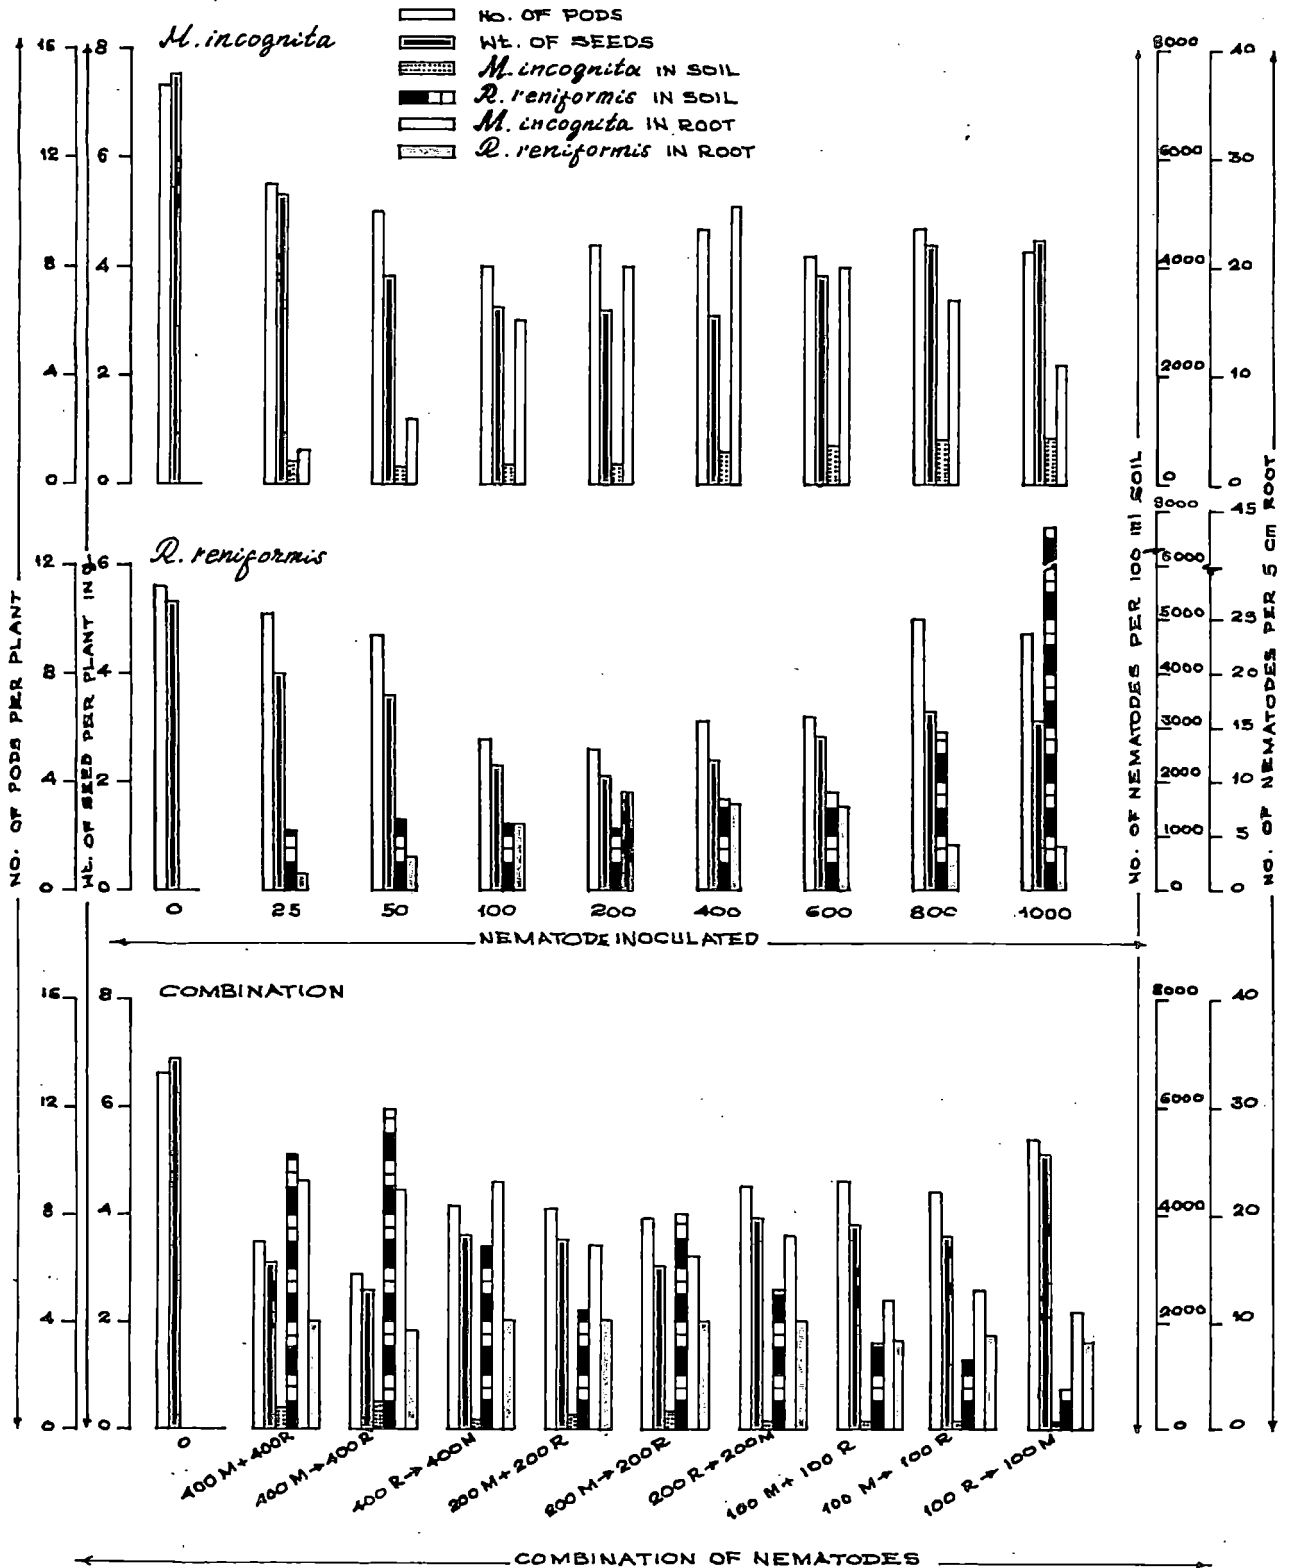 NO. OF PODS
Wt. OF SEEDS
M. incognita IN SOIL
R. reniformis IN SOIL
M. incognita IN ROOT
R. reniformis IN ROOT
M. incognita
16
12
8
4
0
8
6
4
2
0
8000
6000
4000
2000
0
40
30
20
10
0
R. reniformis
12
8
4
0
6
4
2
0
8000
6000
5000
4000
3000
2000
1000
0
45
25
20
15
10
5
0
0 25 50 100 200 400 600 800 1000
NEMATODE INOCULATED
COMBINATION
16
12
8
4
0
8
6
4
2
0
8000
6000
4000
2000
0
40
30
20
10
0
0
400 M + 400 R
400 M → 400 R
400 R → 400 M
200 M + 200 R
200 M → 200 R
200 R → 200 M
100 M + 100 R
100 M → 100 R
100 R → 100 M
COMBINATION OF NEMATODES
NO. OF PODS PER PLANT
Wt. OF SEED PER PLANT IN g
NO. OF NEMATODES PER 100 ml SOIL
NO. OF NEMATODES PER 5 cm ROOT